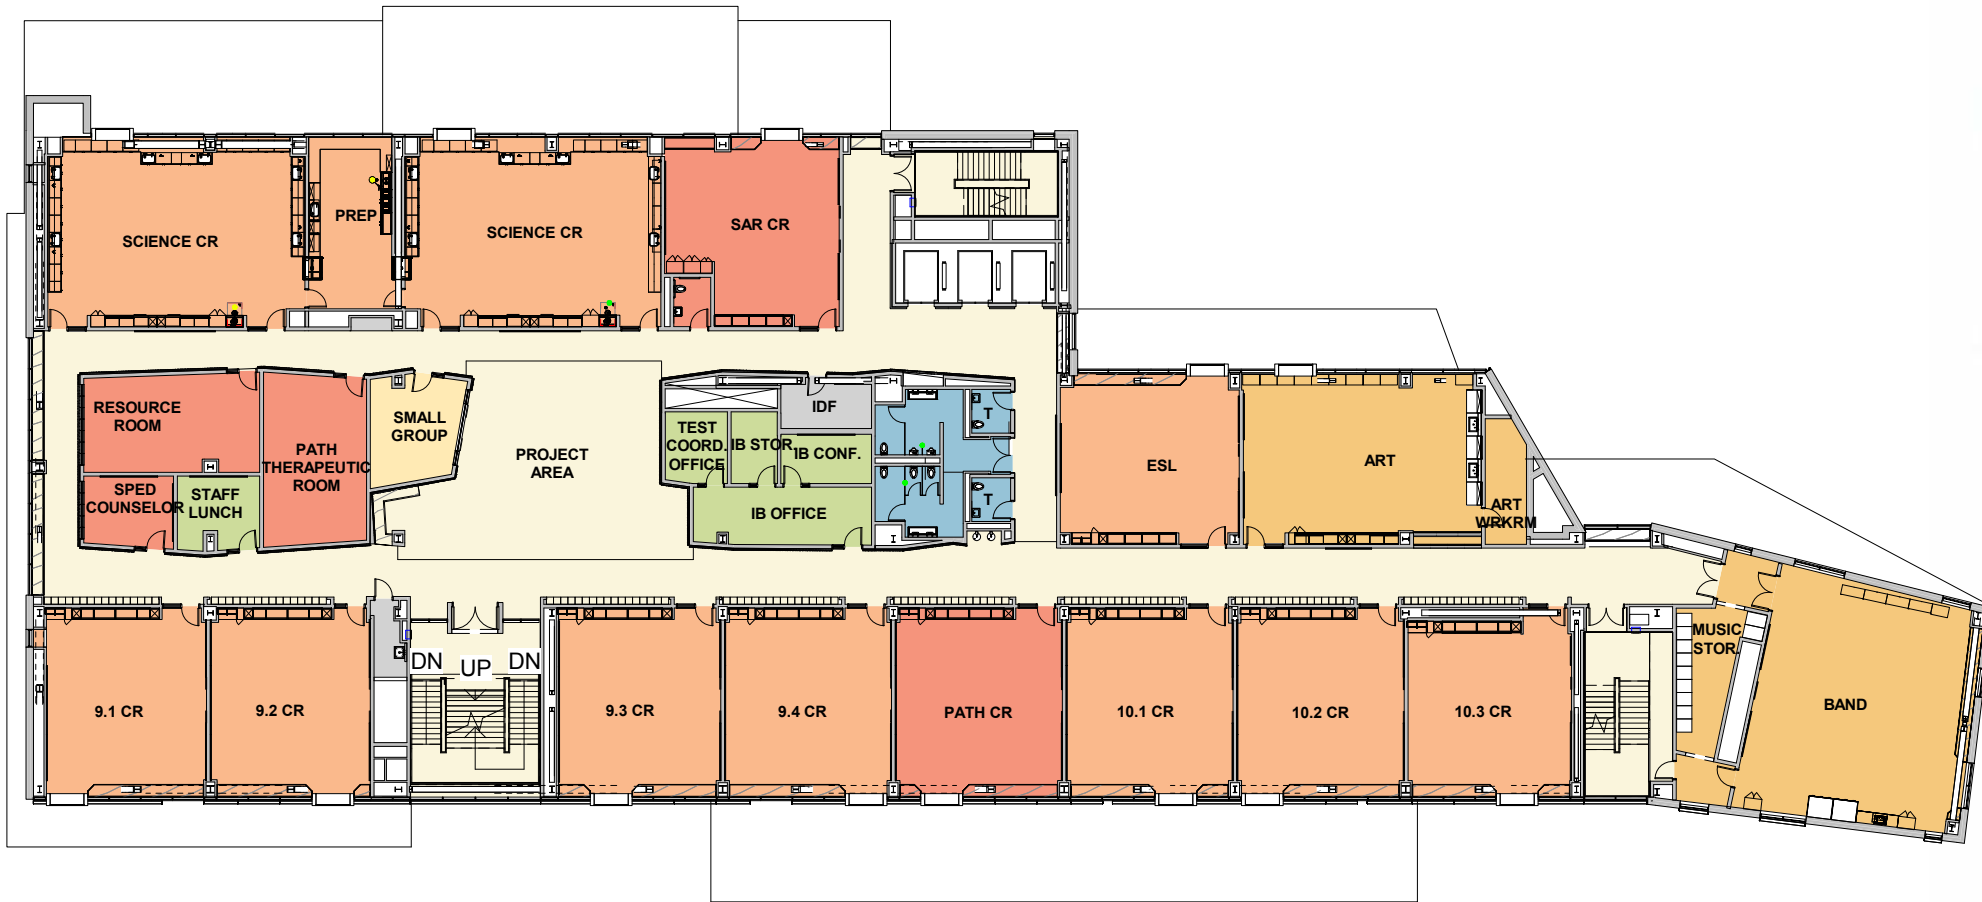 SCIENCE CR
PREP
SCIENCE CR
SAR CR
RESOURCE
ROOM
PATH
THERAPEUTIC
ROOM
SMALL
GROUP
SPED
COUNSELOR
STAFF
LUNCH
PROJECT
AREA
TEST
COORD.
OFFICE
IB STOR.
IDF
IB CONF.
IB OFFICE
T
T
ESL
ART
ART
WRKRM
9.1 CR
9.2 CR
DN
UP
DN
9.3 CR
9.4 CR
PATH CR
10.1 CR
10.2 CR
10.3 CR
MUSIC
STOR.
BAND